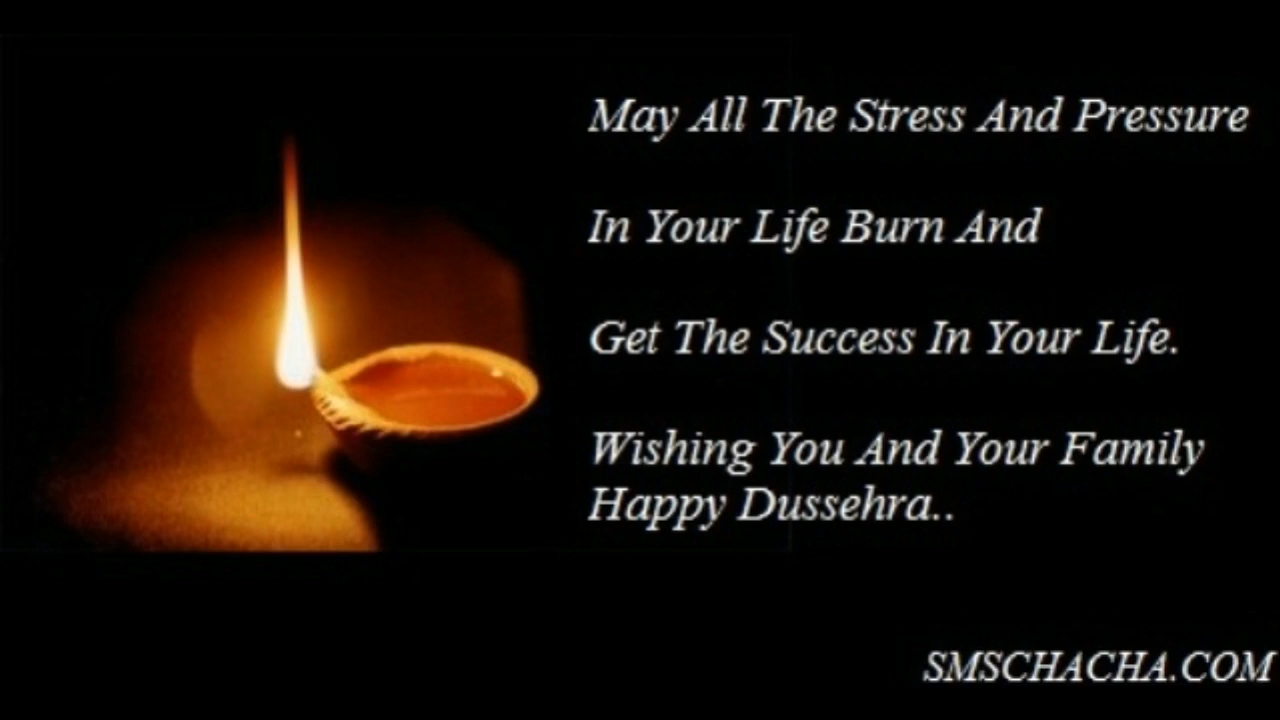 May All The Stress And Pressure
In Your Life Burn And
Get The Success In Your Life.
Wishing You And Your Family
Happy Dussehra..
SMSCHACHA.COM